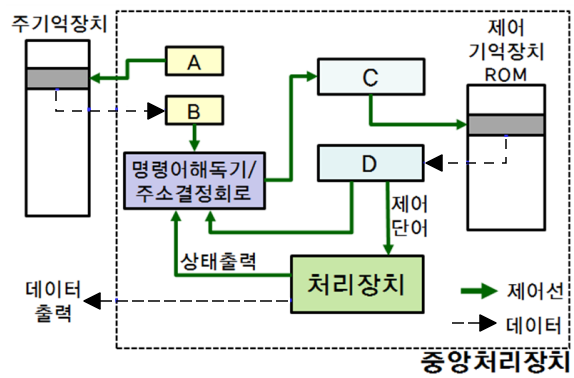 주기억장치
제어
기억장치
ROM
A
C
B
D
명령어해독기/
주소결정회로
제어
단어
상태출력
처리장치
데이터
출력
제어선
데이터
중앙처리장치